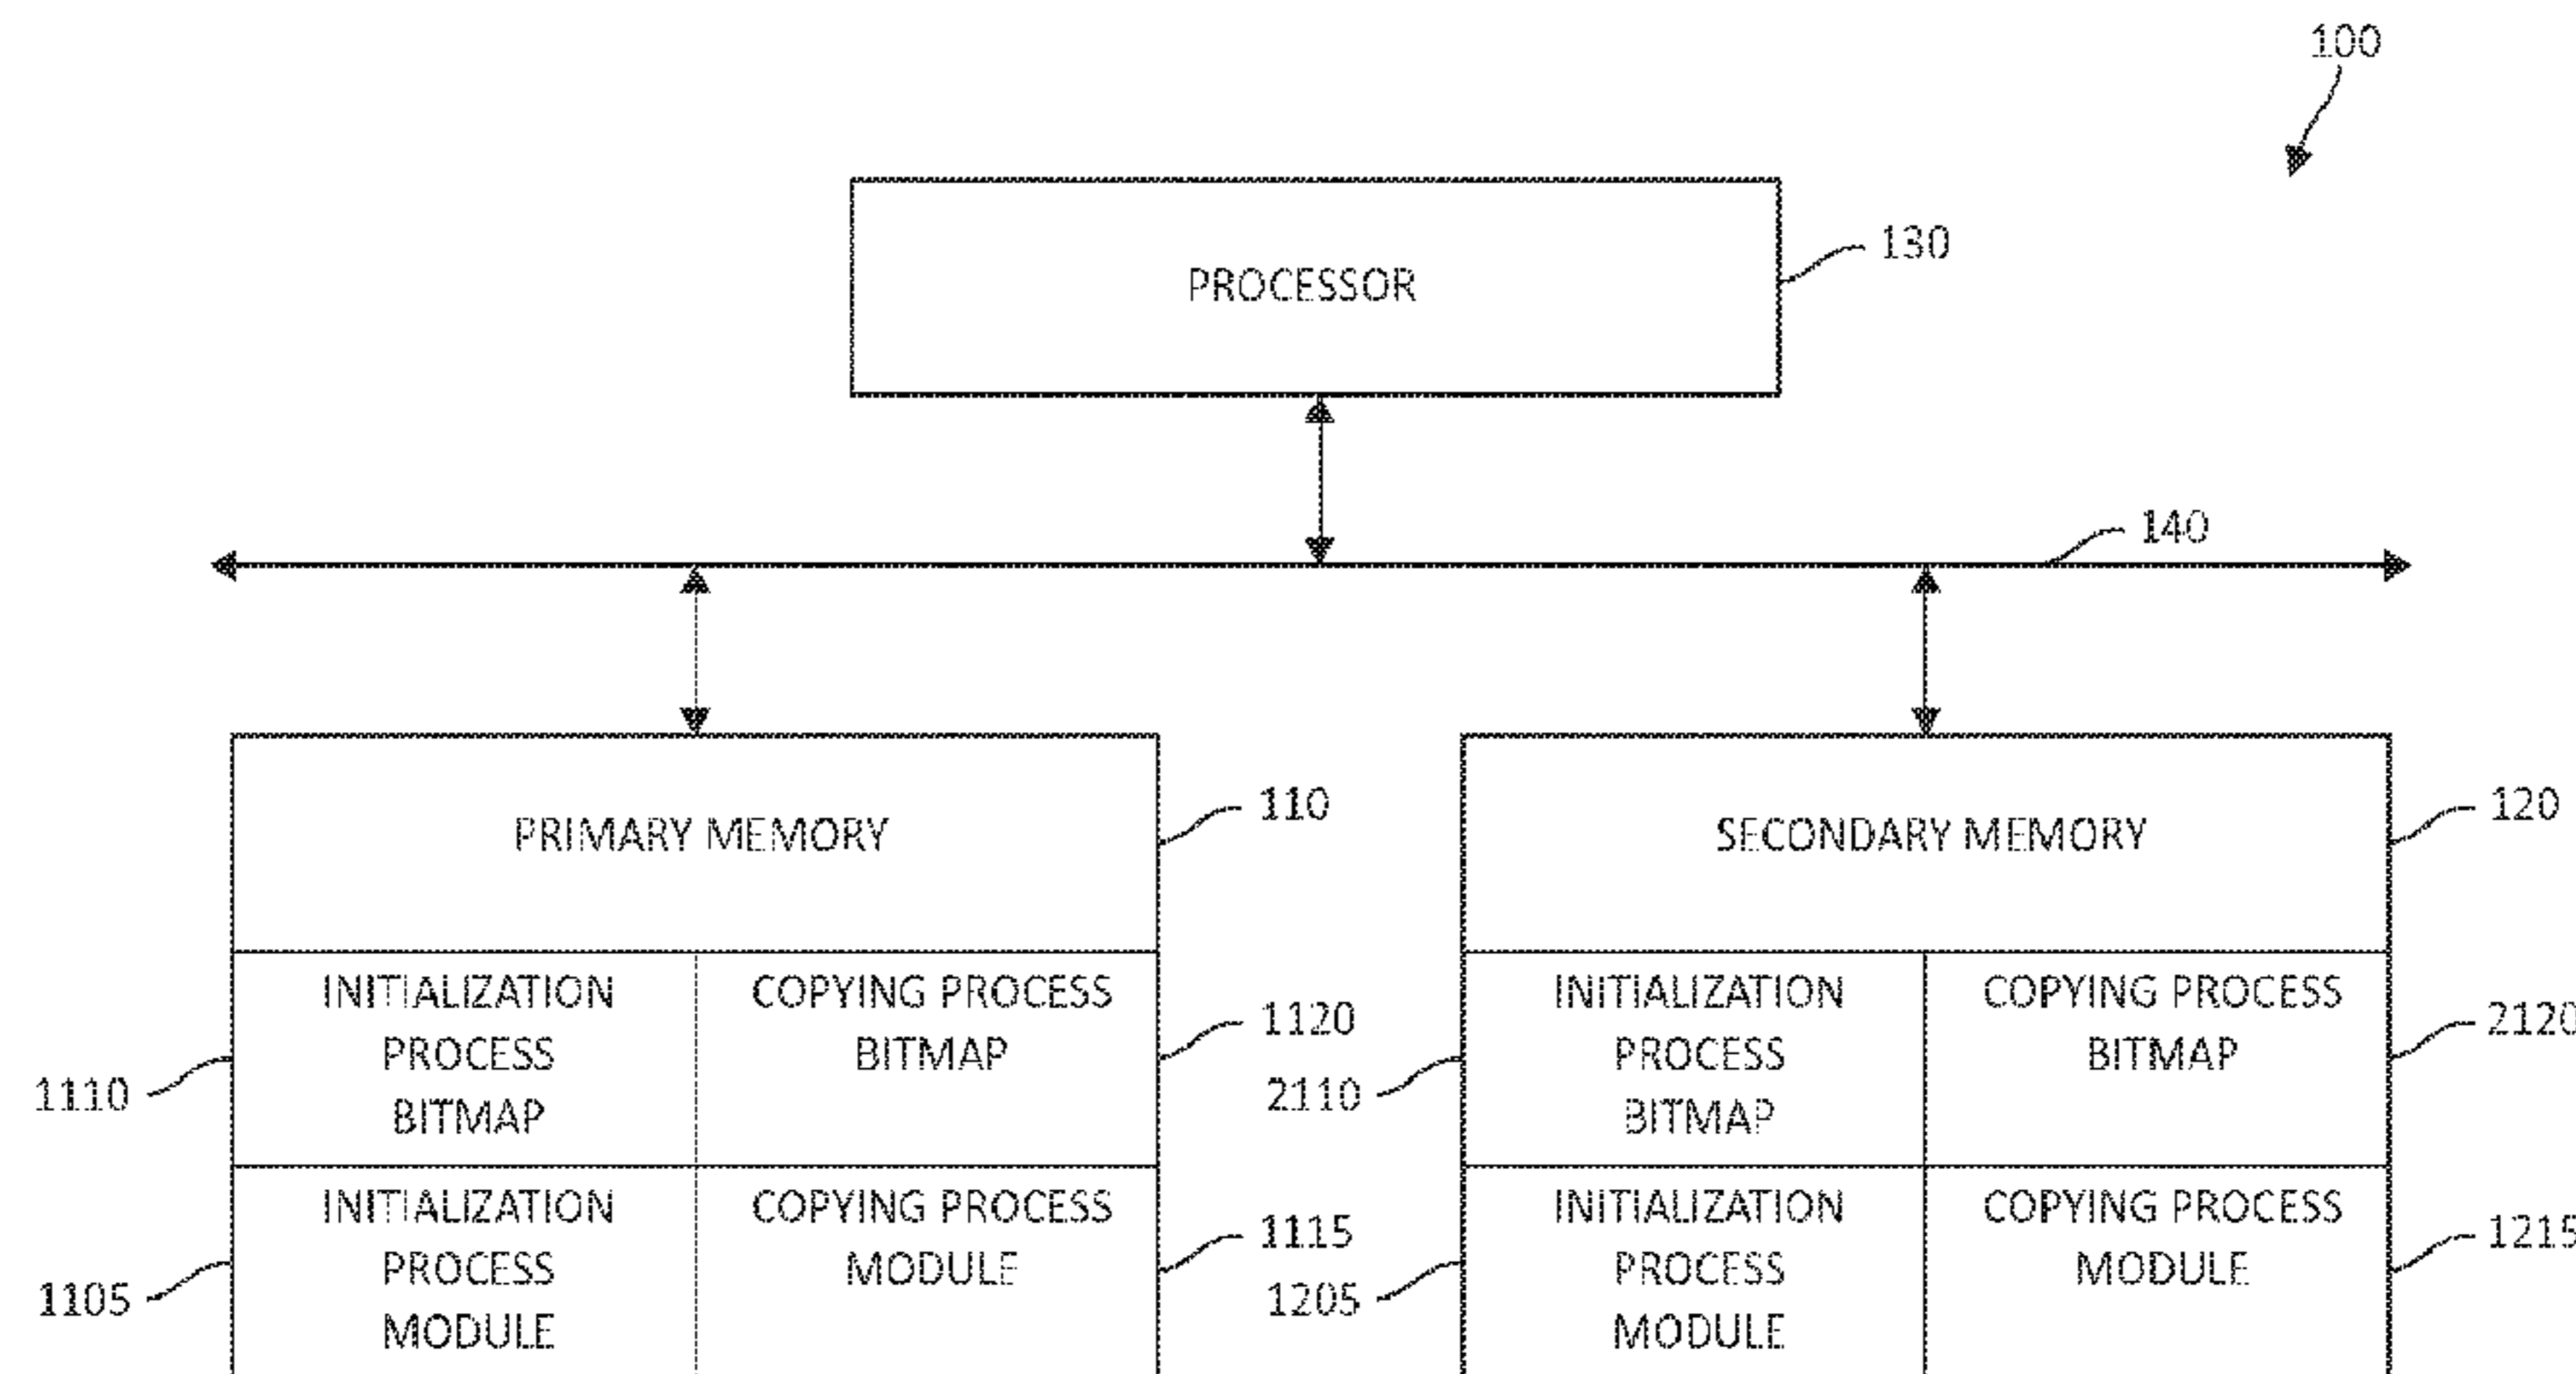 100
PROCESSOR
130
140
PRIMARY MEMORY
110
SECONDARY MEMORY
120
INITIALIZATION
PROCESS
BITMAP
1110
COPYING PROCESS
BITMAP
1120
INITIALIZATION
PROCESS
BITMAP
2110
COPYING PROCESS
BITMAP
2120
INITIALIZATION
PROCESS
MODULE
1105
COPYING PROCESS
MODULE
1115
INITIALIZATION
PROCESS
MODULE
1205
COPYING PROCESS
MODULE
1215